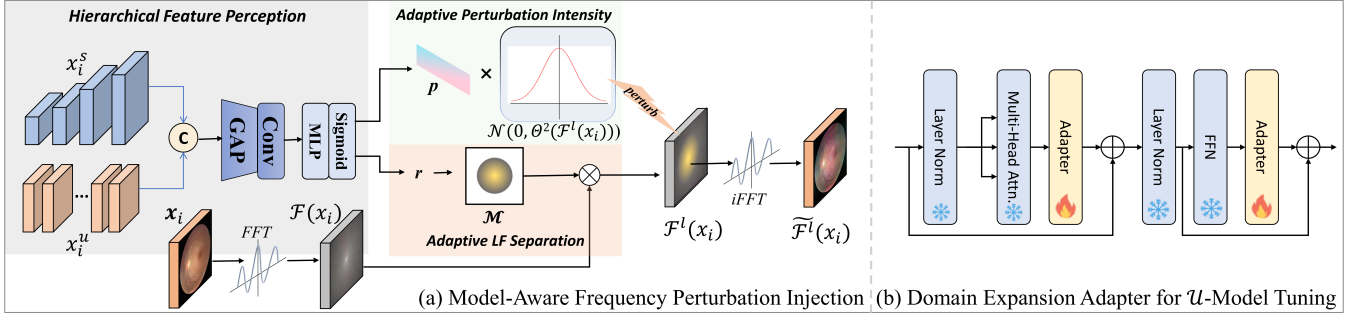 Hierarchical Feature Perception
x_i^s
x_i^u
...
C
GAP
Conv
MLP
Sigmoid
x_i
FFT
F(x_i)
Adaptive Perturbation Intensity
p
×
N(0, Θ²(F^l(x_i)))
perturb
r
M
Adaptive LF Separation
F^l(x_i)
iFFT
\widetilde{F^l}(x_i)
(a) Model-Aware Frequency Perturbation Injection
Layer Norm
Multi-Head Attn.
Adapter
Layer Norm
FFN
Adapter
(b) Domain Expansion Adapter for U-Model Tuning